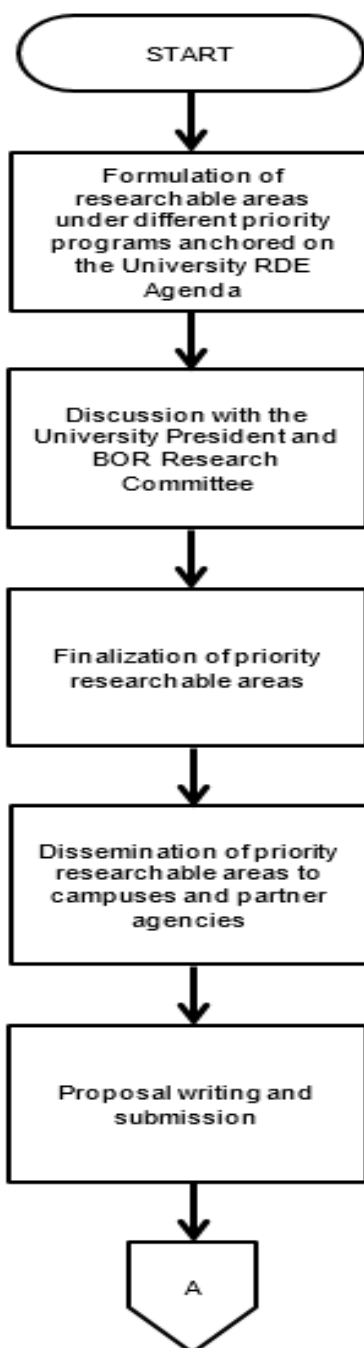 START
Formulation of
researchable areas
under different priority
programs anchored on
the University RDE
Agenda
Discussion with the
University President and
BOR Research
Committee
Finalization of priority
researchable areas
Dissemination of priority
researchable areas to
campuses and partner
agencies
Proposal writing and
submission
A